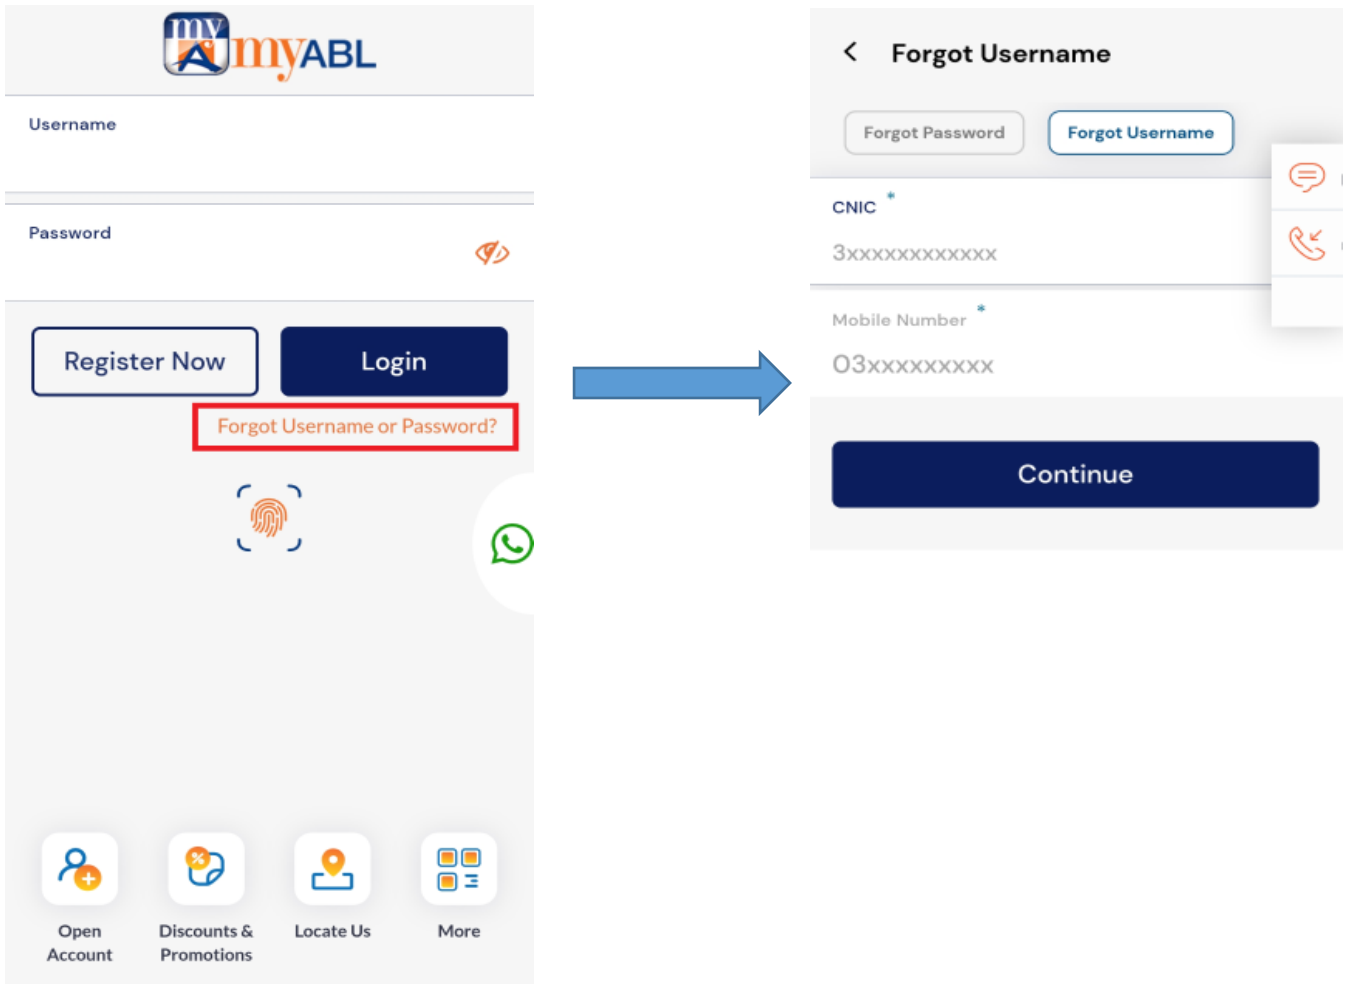 my
myABL
Username
Password
Register Now
Login
Forgot Username or Password?
Open
Account
Discounts &
Promotions
Locate Us
More
Forgot Username
Forgot Password
Forgot Username
CNIC *
3xxxxxxxxxxxx
Mobile Number *
03xxxxxxxxx
Continue